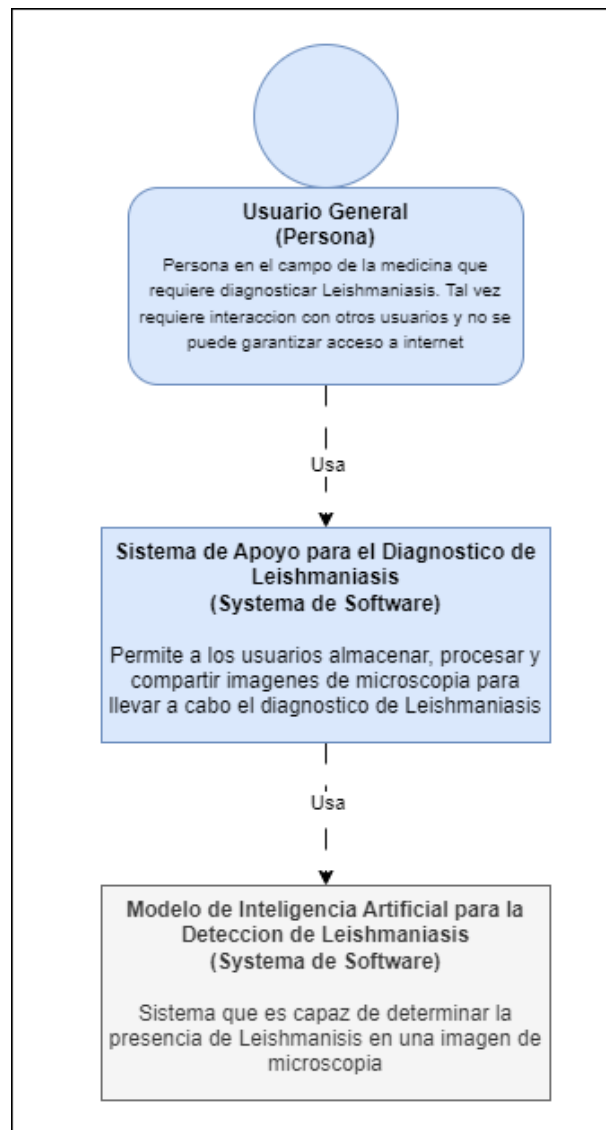 Usuario General
(Persona)
Persona en el campo de la medicina que
requiere diagnosticar Leishmaniasis. Tal vez
requiere interaccion con otros usuarios y no se
puede garantizar acceso a internet
Usa
Sistema de Apoyo para el Diagnostico de
Leishmaniasis
(Systema de Software)
Permite a los usuarios almacenar, procesar y
compartir imagenes de microscopia para
llevar a cabo el diagnostico de Leishmaniasis
Usa
Modelo de Inteligencia Artificial para la
Deteccion de Leishmaniasis
(Systema de Software)
Sistema que es capaz de determinar la
presencia de Leishmanisis en una imagen de
microscopia